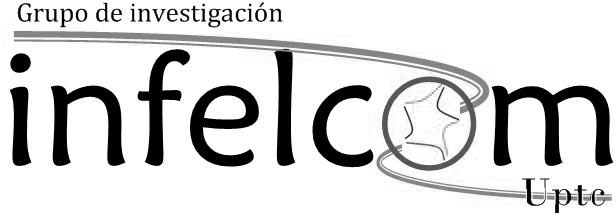 Grupo de investigación
infelcom
Uptc